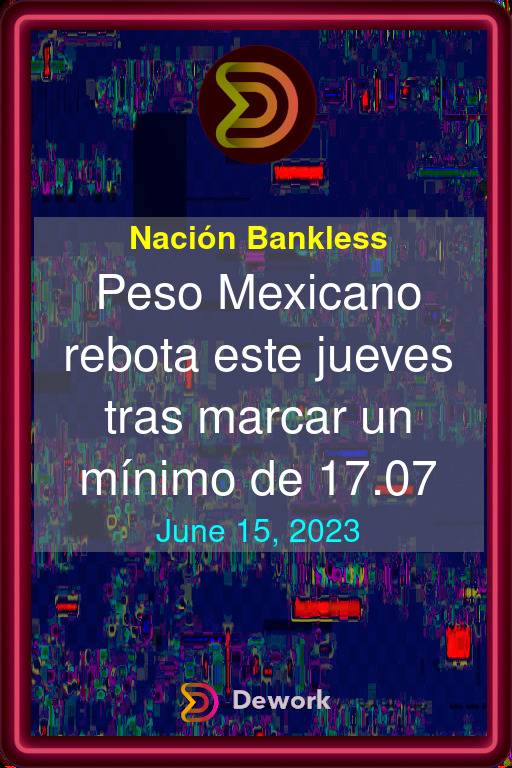 Nación Bankless
Peso Mexicano
rebota este jueves
tras marcar un
mínimo de 17.07
June 15, 2023
Dework